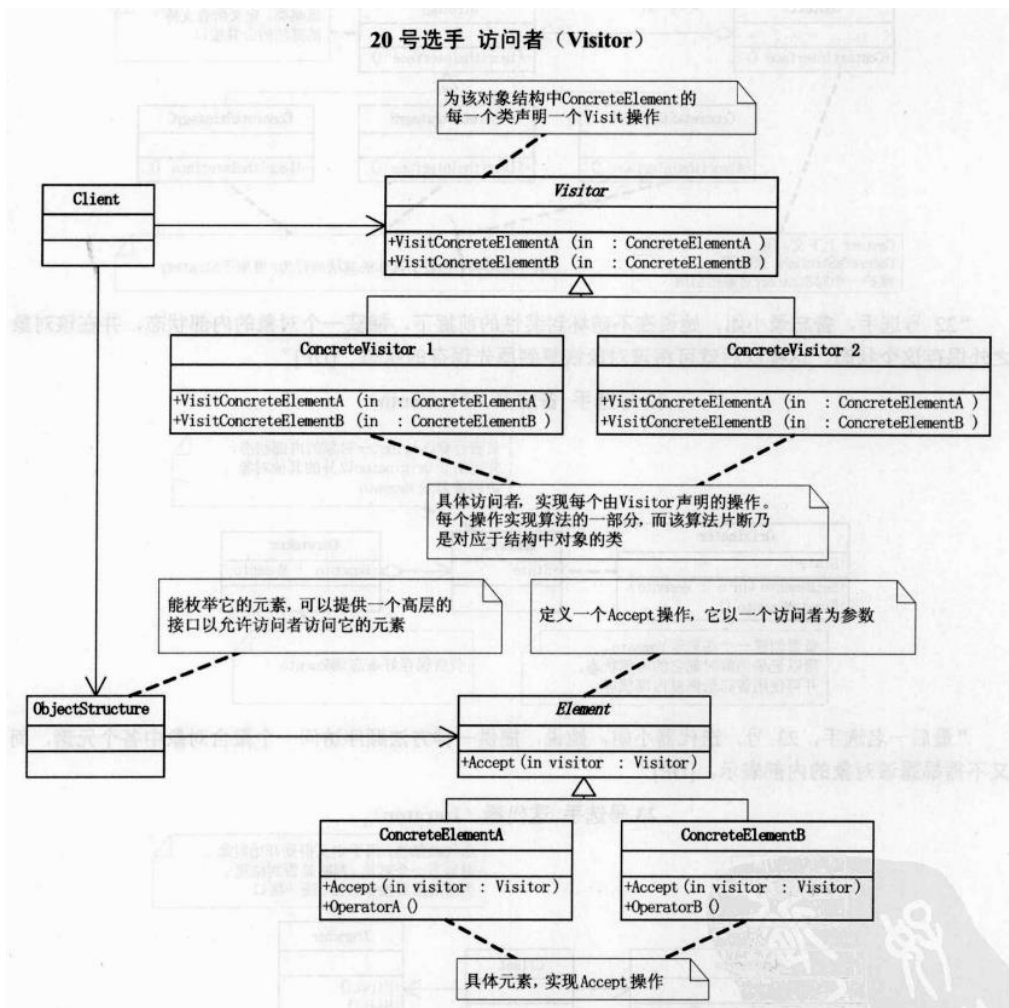 20 号选手 访问者（Visitor）
为该对象结构中ConcreteElement的
每一个类声明一个Visit操作
Client
Visitor
+VisitConcreteElementA (in : ConcreteElementA )
+VisitConcreteElementB (in : ConcreteElementB )
ConcreteVisitor 1
+VisitConcreteElementA (in : ConcreteElementA )
+VisitConcreteElementB (in : ConcreteElementB )
ConcreteVisitor 2
+VisitConcreteElementA (in : ConcreteElementA )
+VisitConcreteElementB (in : ConcreteElementB )
具体访问者，实现每个由Visitor声明的操作。
每个操作实现算法的一部分，而该算法片断乃
是对应于结构中对象的类
能枚举它的元素，可以提供一个高层的
接口以允许访问者访问它的元素
定义一个Accept操作，它以一个访问者为参数
ObjectStructure
Element
+Accept(in visitor : Visitor)
ConcreteElementA
+Accept(in visitor : Visitor)
+OperatorA()
ConcreteElementB
+Accept(in visitor : Visitor)
+OperatorB()
具体元素，实现Accept操作